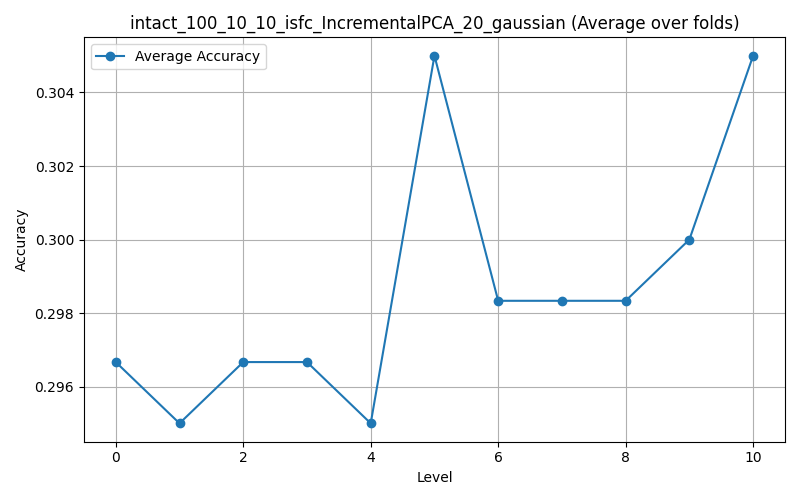 intact_100_10_10_isfc_IncrementalPCA_20_gaussian (Average over folds)
Average Accuracy
0.304
0.302
0.300
0.298
0.296
Accuracy
0 2 4 6 8 10
Level